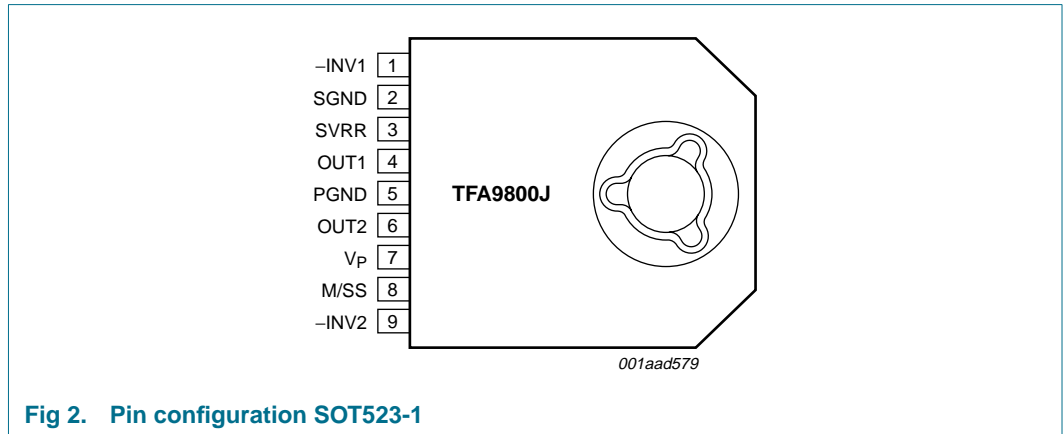 −INV1 1
SGND 2
SVRR 3
OUT1 4
PGND 5
OUT2 6
VP 7
M/SS 8
−INV2 9
TFA9800J
001aad579
Fig 2. Pin configuration SOT523-1